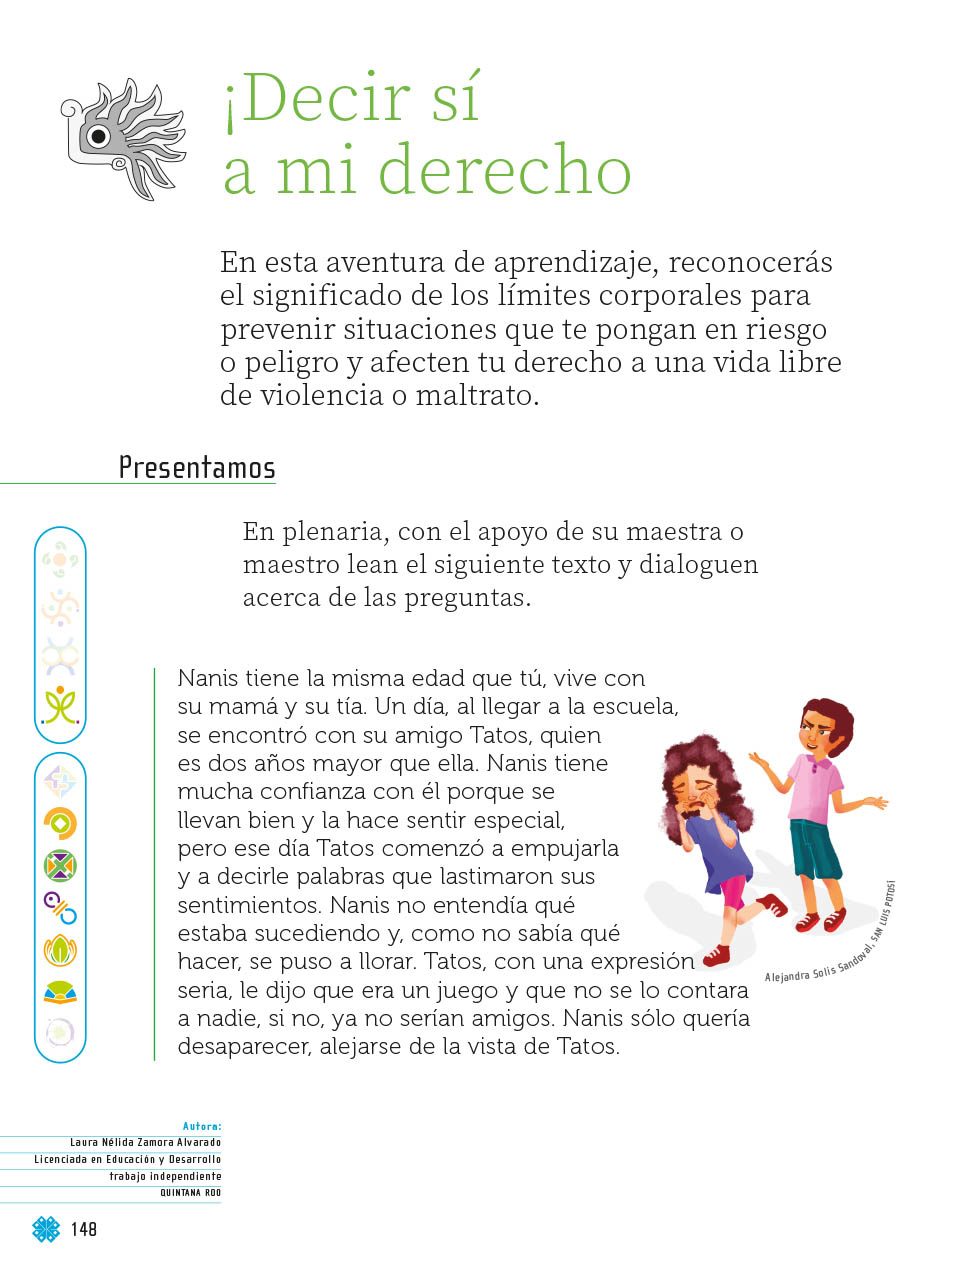 ¡Decir sí
a mi derecho
En esta aventura de aprendizaje, reconocerás
el significado de los límites corporales para
prevenir situaciones que te pongan en riesgo
o peligro y afecten tu derecho a una vida libre
de violencia o maltrato.
Presentamos
En plenaria, con el apoyo de su maestra o
maestro lean el siguiente texto y dialoguen
acerca de las preguntas.
Nanis tiene la misma edad que tú, vive con
su mamá y su tía. Un día, al llegar a la escuela,
se encontró con su amigo Tatos, quien
es dos años mayor que ella. Nanis tiene
mucha confianza con él porque se
llevan bien y la hace sentir especial,
pero ese día Tatos comenzó a empujarla
y a decirle palabras que lastimaron sus
sentimientos. Nanis no entendía qué
estaba sucediendo y, como no sabía qué
hacer, se puso a llorar. Tatos, con una expresión
seria, le dijo que era un juego y que no se lo contara
a nadie, si no, ya no serían amigos. Nanis sólo quería
desaparecer, alejarse de la vista de Tatos.
Alejandra Solis Sandoval, SAN LUIS POTOSÍ
Autora:
Laura Nélida Zamora Alvarado
Licenciada en Educación y Desarrollo
trabajo independiente
QUINTANA ROO
148